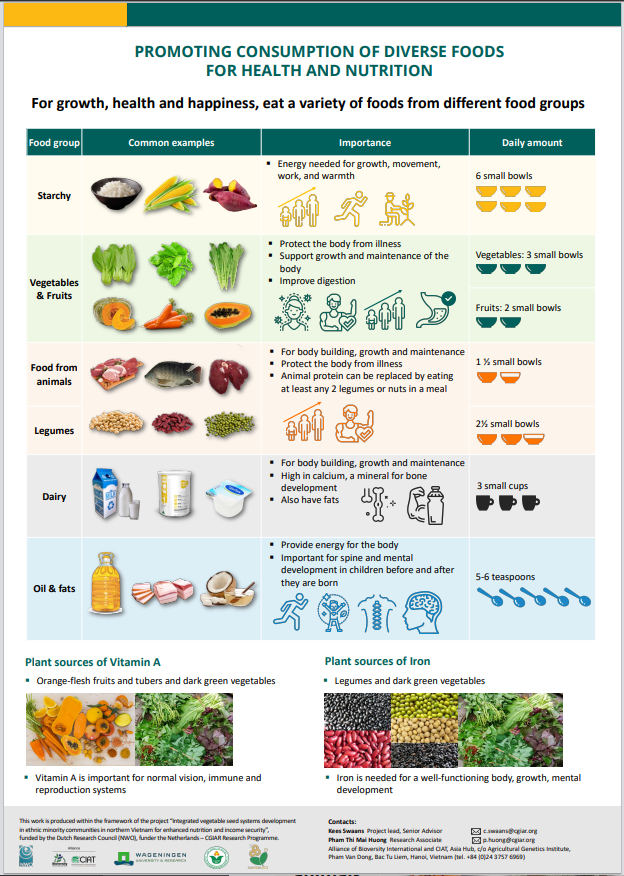 PROMOTING CONSUMPTION OF DIVERSE FOODS
FOR HEALTH AND NUTRITION
For growth, health and happiness, eat a variety of foods from different food groups
Food group
Common examples
Importance
Daily amount
Starchy
▪ Energy needed for growth, movement,
work, and warmth
6 small bowls
Vegetables
& Fruits
▪ Protect the body from illness
▪ Support growth and maintenance of the
body
▪ Improve digestion
Vegetables: 3 small bowls
Fruits: 2 small bowls
Food from
animals
▪ For body building, growth and maintenance
▪ Protect the body from illness
▪ Animal protein can be replaced by eating
at least any 2 legumes or nuts in a meal
1 ½ small bowls
Legumes
2½ small bowls
Dairy
▪ For body building, growth and maintenance
▪ High in calcium, a mineral for bone
development
▪ Also have fats
3 small cups
Oil & fats
▪ Provide energy for the body
▪ Important for spine and mental
development in children before and after
they are born
5-6 teaspoons
Plant sources of Vitamin A
▪ Orange-flesh fruits and tubers and dark green vegetables
▪ Vitamin A is important for normal vision, immune and
reproduction systems
Plant sources of Iron
▪ Legumes and dark green vegetables
▪ Iron is needed for a well-functioning body, growth, mental
development
This work is produced within the framework of the project "Integrated vegetable seed systems development
in ethnic minority communities in northern Vietnam for enhanced nutrition and income security",
funded by the Dutch Research Council (NWO), funder the Netherlands – CGIAR Research Programme.
Alliance
CIAT
WAGENINGEN
UNIVERSITY & RESEARCH
Contacts:
Kees Swaans Project lead, Senior Advisor c.swaans@cgiar.org
Pham Thi Mai Huong Research Associate p.huong@cgiar.org
Alliance of Bioversity International and CIAT, Asia Hub, c/o Agricultural Genetics Institute,
Pham Van Dong, Bac Tu Liem, Hanoi, Vietnam (tel. +84 (0)24 3757 6969)